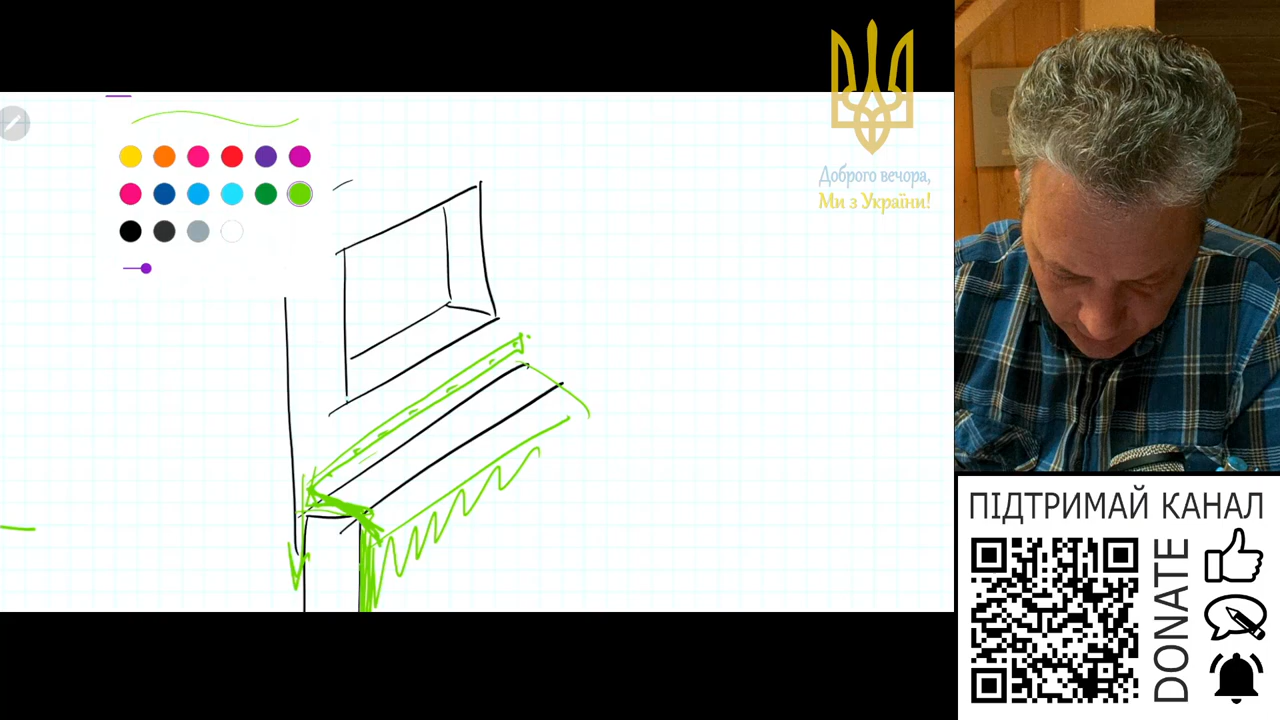 Доброго вечора,
Ми з України!
ПІДТРИМАЙ КАНАЛ
DONATE